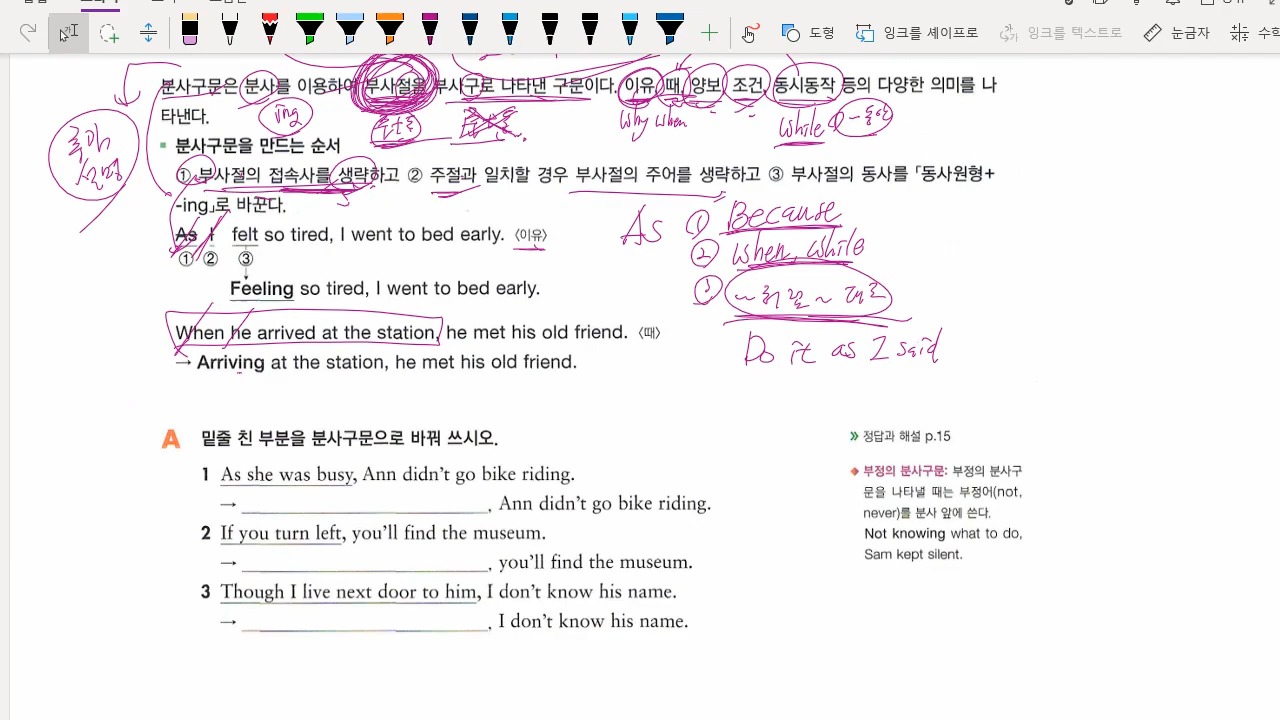 도형
잉크를 셰이프로
잉크를 텍스트로
눈금자
수학
분사구문은 분사를 이용하여 부사절을 부사구로 나타낸 구문이다. 이유, 때, 양보, 조건, 동시동작 등의 다양한 의미를 나
타낸다.
ing
why when
while
추가
설명
분사구문을 만드는 순서
① 부사절의 접속사를 생략하고 ② 주절과 일치할 경우 부사절의 주어를 생략하고 ③ 부사절의 동사를 「동사원형+
-ing」로 바꾼다.
As I felt so tired, I went to bed early. 〈이유〉
① ② ③
Feeling so tired, I went to bed early.
As ① Because
② when, while
③
Do it as I said
When he arrived at the station, he met his old friend. 〈때〉
→ Arriving at the station, he met his old friend.
A 밑줄 친 부분을 분사구문으로 바꿔 쓰시오.
1 As she was busy, Ann didn't go bike riding.
→ , Ann didn't go bike riding.
2 If you turn left, you'll find the museum.
→ , you'll find the museum.
3 Though I live next door to him, I don't know his name.
→ , I don't know his name.
» 정답과 해설 p.15
부정의 분사구문: 부정의 분사구
문을 나타낼 때는 부정어(not,
never)를 분사 앞에 쓴다.
Not knowing what to do,
Sam kept silent.